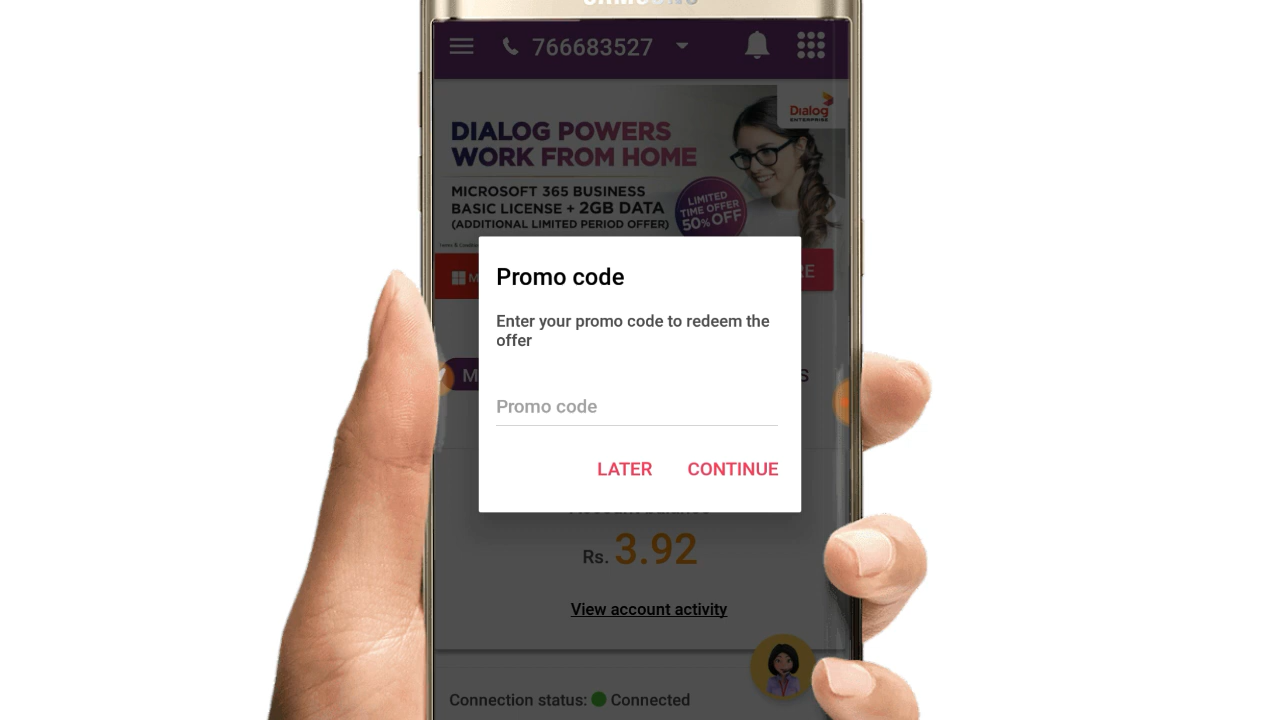 SAMSUNG
766683527
Dialog
ENTERPRISE
DIALOG POWERS
WORK FROM HOME
MICROSOFT 365 BUSINESS
BASIC LICENSE + 2GB DATA
(ADDITIONAL LIMITED PERIOD OFFER)
LIMITED
TIME OFFER
50% OFF
Promo code
Enter your promo code to redeem the
offer
Promo code
LATER CONTINUE
Rs. 3.92
View account activity
Connection status: Connected